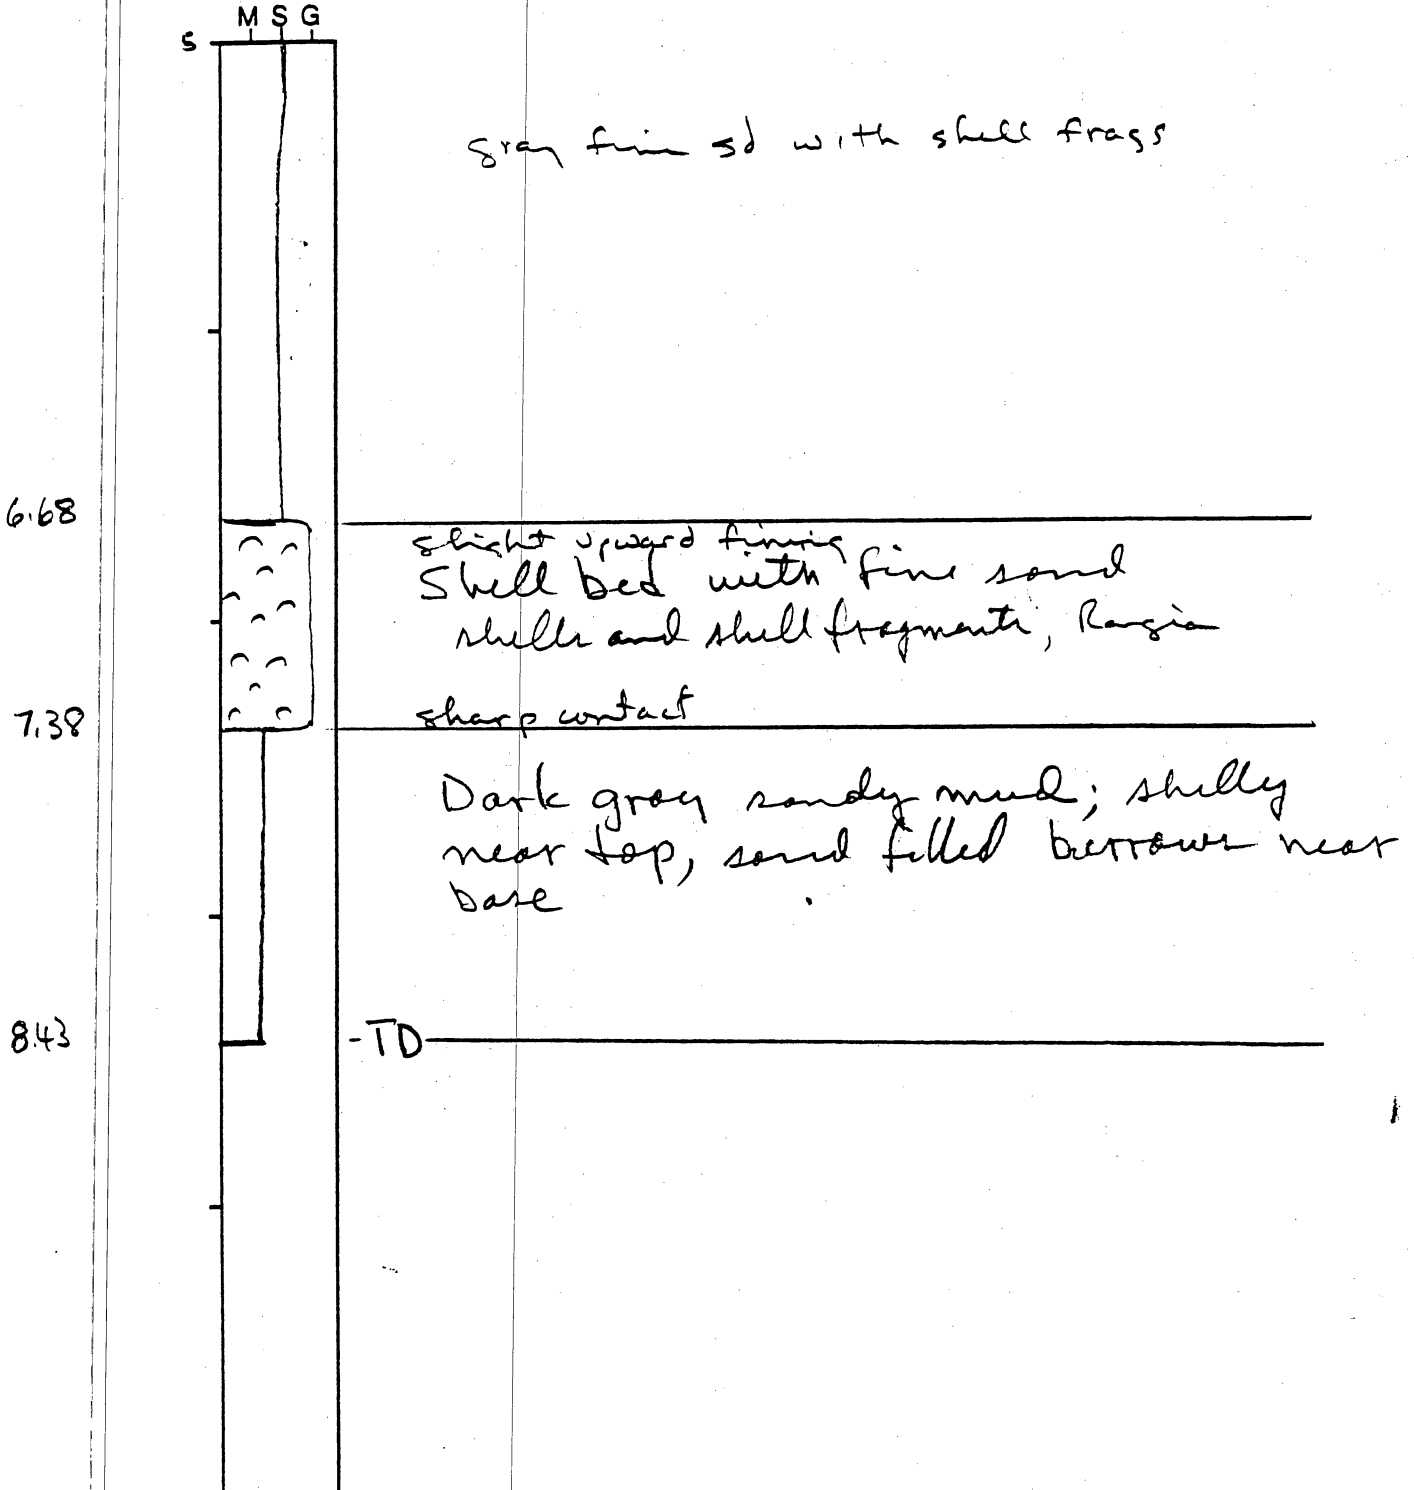 M S G
5
gray fine sd with shell frags
6.68
slight upward fining
Shell bed with fine sand
shells and shell fragments, Rangia
7.38
sharp contact
Dark gray sandy mud; shelly
near top, sand filled burrows near
base
8.43
-TD-